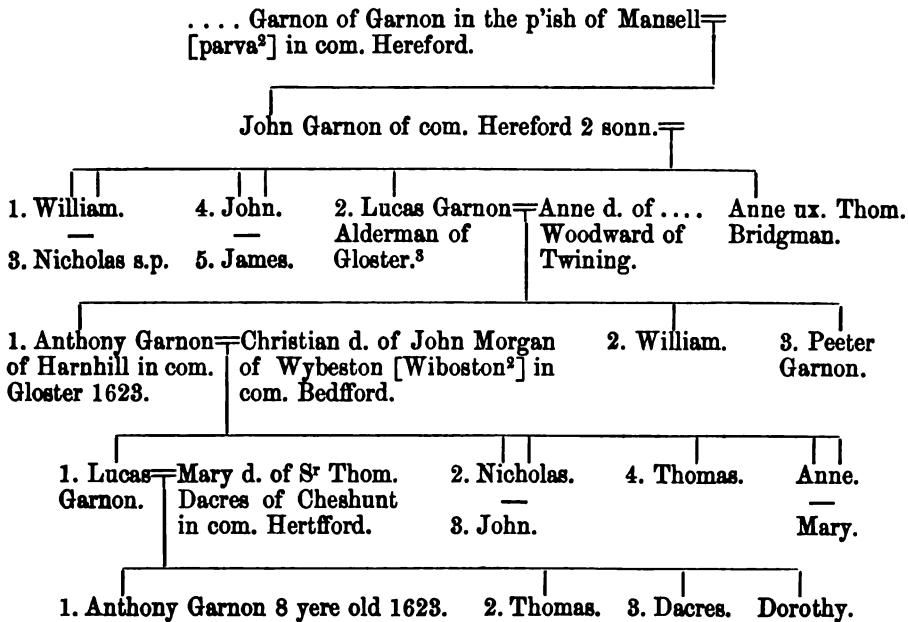 . . . . Garnon of Garnon in the p'ish of Mansell
[parva²] in com. Hereford.
John Garnon of com. Hereford 2 sonn.
1. William.
—
3. Nicholas s.p.
4. John.
—
5. James.
2. Lucas Garnon
Alderman of
Gloster.³
Anne d. of . . . .
Woodward of
Twining.
Anne ux. Thom.
Bridgman.
1. Anthony Garnon
of Harnhill in com.
Gloster 1623.
Christian d. of John Morgan
of Wybeston [Wiboston²] in
com. Bedfford.
2. William.
3. Peeter
Garnon.
1. Lucas
Garnon.
Mary d. of Sʳ Thom.
Dacres of Cheshunt
in com. Hertfford.
2. Nicholas.
—
3. John.
4. Thomas.
Anne.
—
Mary.
1. Anthony Garnon 8 yere old 1623.
2. Thomas.
3. Dacres.
Dorothy.